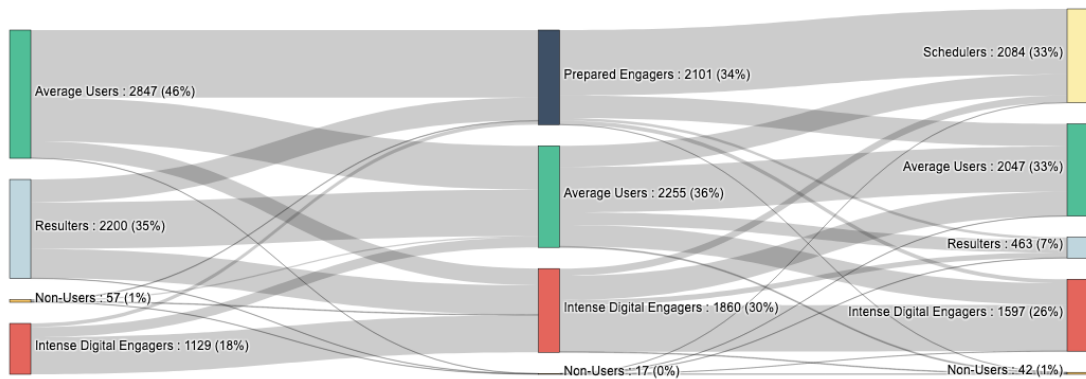 Average Users : 2847 (46%)
Resulters : 2200 (35%)
Non-Users : 57 (1%)
Intense Digital Engagers : 1129 (18%)
Prepared Engagers : 2101 (34%)
Average Users : 2255 (36%)
Intense Digital Engagers : 1860 (30%)
Non-Users : 17 (0%)
Schedulers : 2084 (33%)
Average Users : 2047 (33%)
Resulters : 463 (7%)
Intense Digital Engagers : 1597 (26%)
Non-Users : 42 (1%)